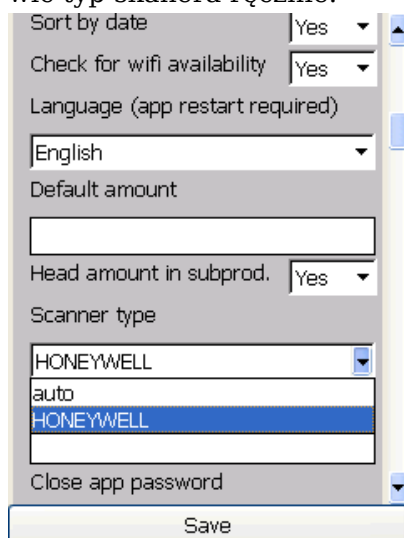 Sort by date Yes
Check for wifi availability Yes
Language (app restart required)
English
Default amount
Head amount in subprod. Yes
Scanner type
HONEYWELL
auto
HONEYWELL
Close app password
Save